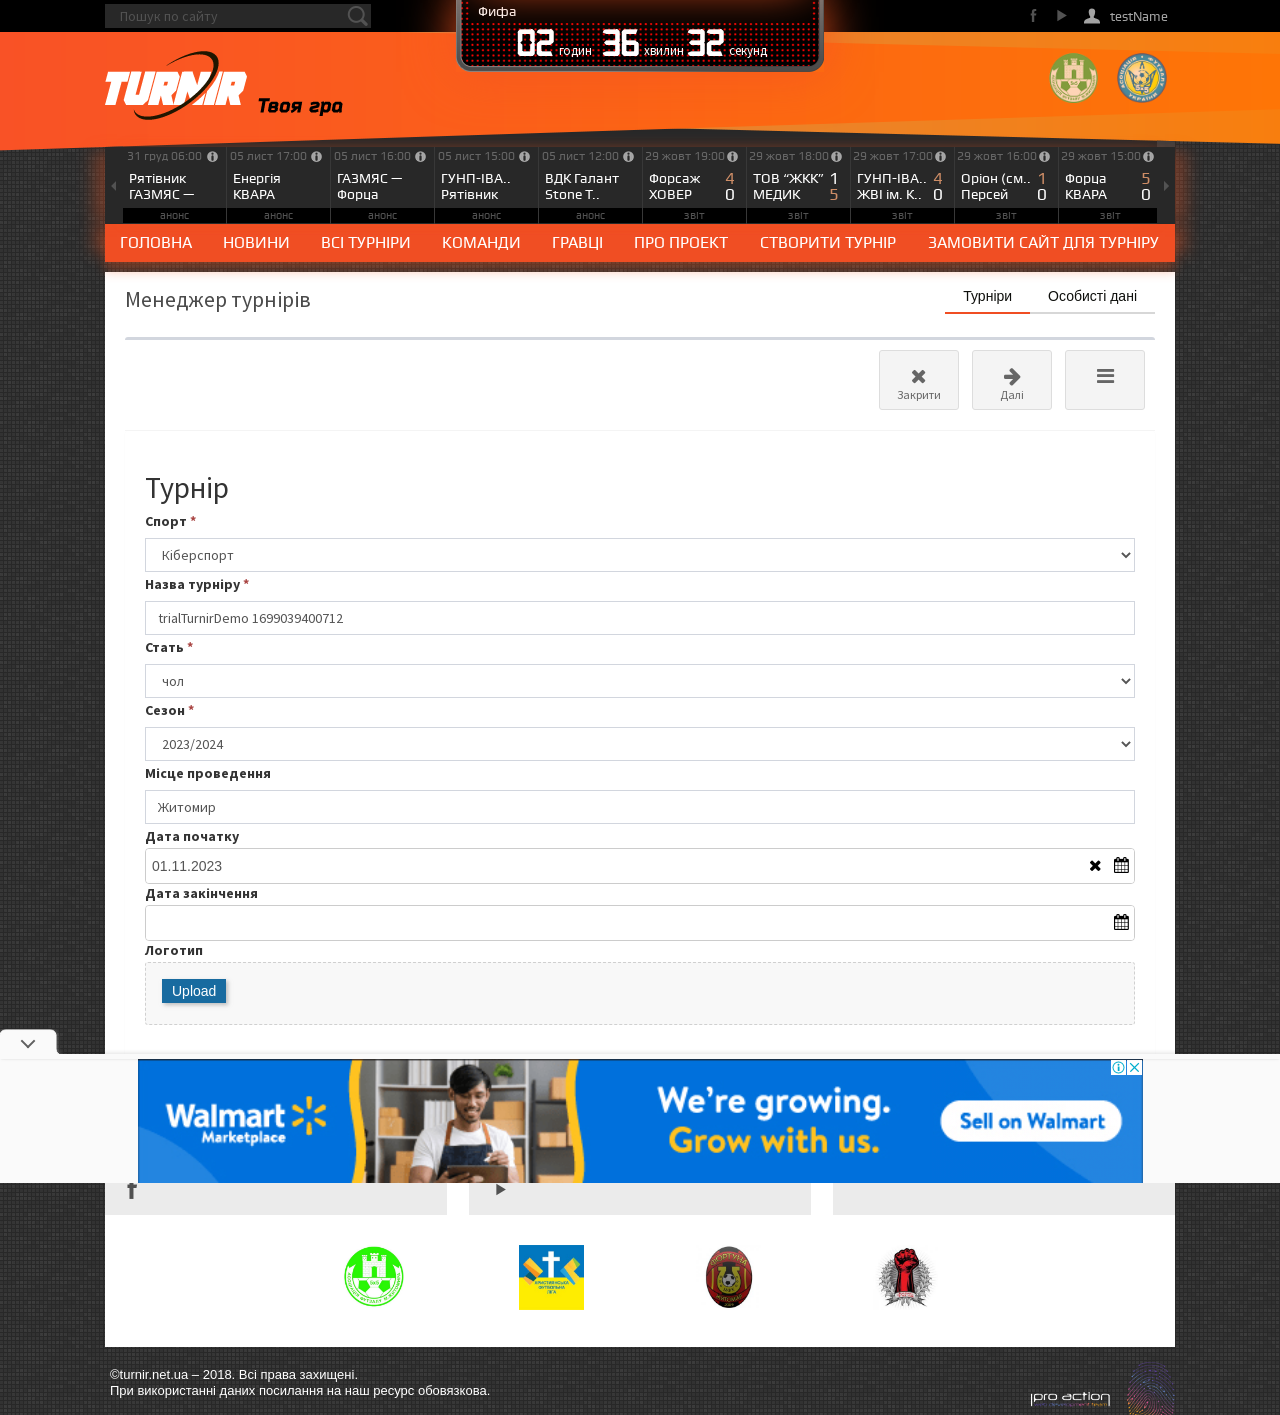 Пошук по сайту
Фифа
02 годин 36 хвилин 32 секунд
testName
TURNIR
Твоя гра
31 груд 06:00
Рятівник
ГАЗМЯС —
анонс
05 лист 17:00
Енергія
КВАРА
анонс
05 лист 16:00
ГАЗМЯС —
Форца
анонс
05 лист 15:00
ГУНП-ІВА..
Рятівник
анонс
05 лист 12:00
ВДК Галант
Stone T..
анонс
29 жовт 19:00
Форсаж 4
ХОВЕР 0
звіт
29 жовт 18:00
ТОВ “ЖКК” 1
МЕДИК 5
звіт
29 жовт 17:00
ГУНП-ІВА.. 4
ЖВІ ім. К.. 0
звіт
29 жовт 16:00
Оріон (см.. 1
Персей 0
звіт
29 жовт 15:00
Форца 5
КВАРА 0
звіт
ГОЛОВНА НОВИНИ ВСІ ТУРНІРИ КОМАНДИ ГРАВЦІ ПРО ПРОЕКТ СТВОРИТИ ТУРНІР ЗАМОВИТИ САЙТ ДЛЯ ТУРНІРУ
Менеджер турнірів
Турніри Особисті дані
Закрити Далі
Турнір
Спорт *
Кіберспорт
Назва турніру *
trialTurnirDemo 1699039400712
Стать *
чол
Сезон *
2023/2024
Місце проведення
Житомир
Дата початку
01.11.2023
Дата закінчення
Логотип
Upload
Walmart
Marketplace
We're growing.
Grow with us.
Sell on Walmart
©turnir.net.ua – 2018. Всі права захищені.
При використанні даних посилання на наш ресурс обовязкова.
pro action